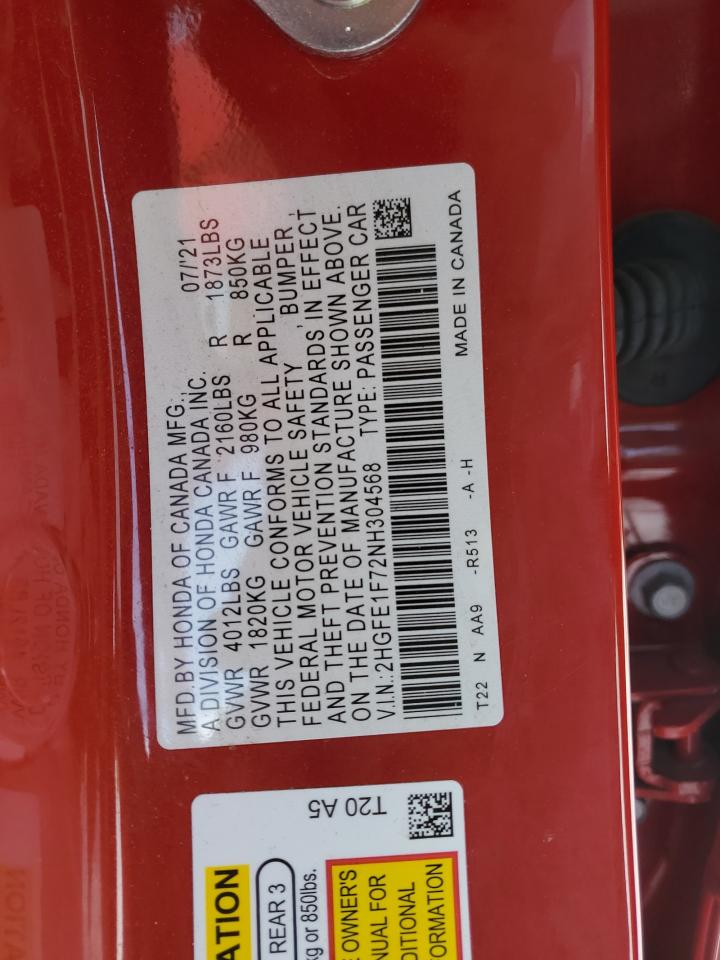 MFD.BY HONDA OF CANADA MFG.,
A DIVISION OF HONDA CANADA INC. 07/'21
GVWR 4012LBS GAWR F 2160LBS R 1873LBS
GVWR 1820KG GAWR F 980KG R 850KG
THIS VEHICLE CONFORMS TO ALL APPLICABLE
FEDERAL MOTOR VEHICLE SAFETY , BUMPER ,
AND THEFT PREVENTION STANDARDS, IN EFFECT
ON THE DATE OF MANUFACTURE SHOWN ABOVE.
V.I.N.:2HGFE1F72NH304568 TYPE: PASSENGER CAR
MADE IN CANADA
T22 N AA9 -R513 -A -H
T20 A5
ATION
REAR 3
kg or 850lbs.
OWNER'S
NUAL FOR
DITIONAL
FORMATION